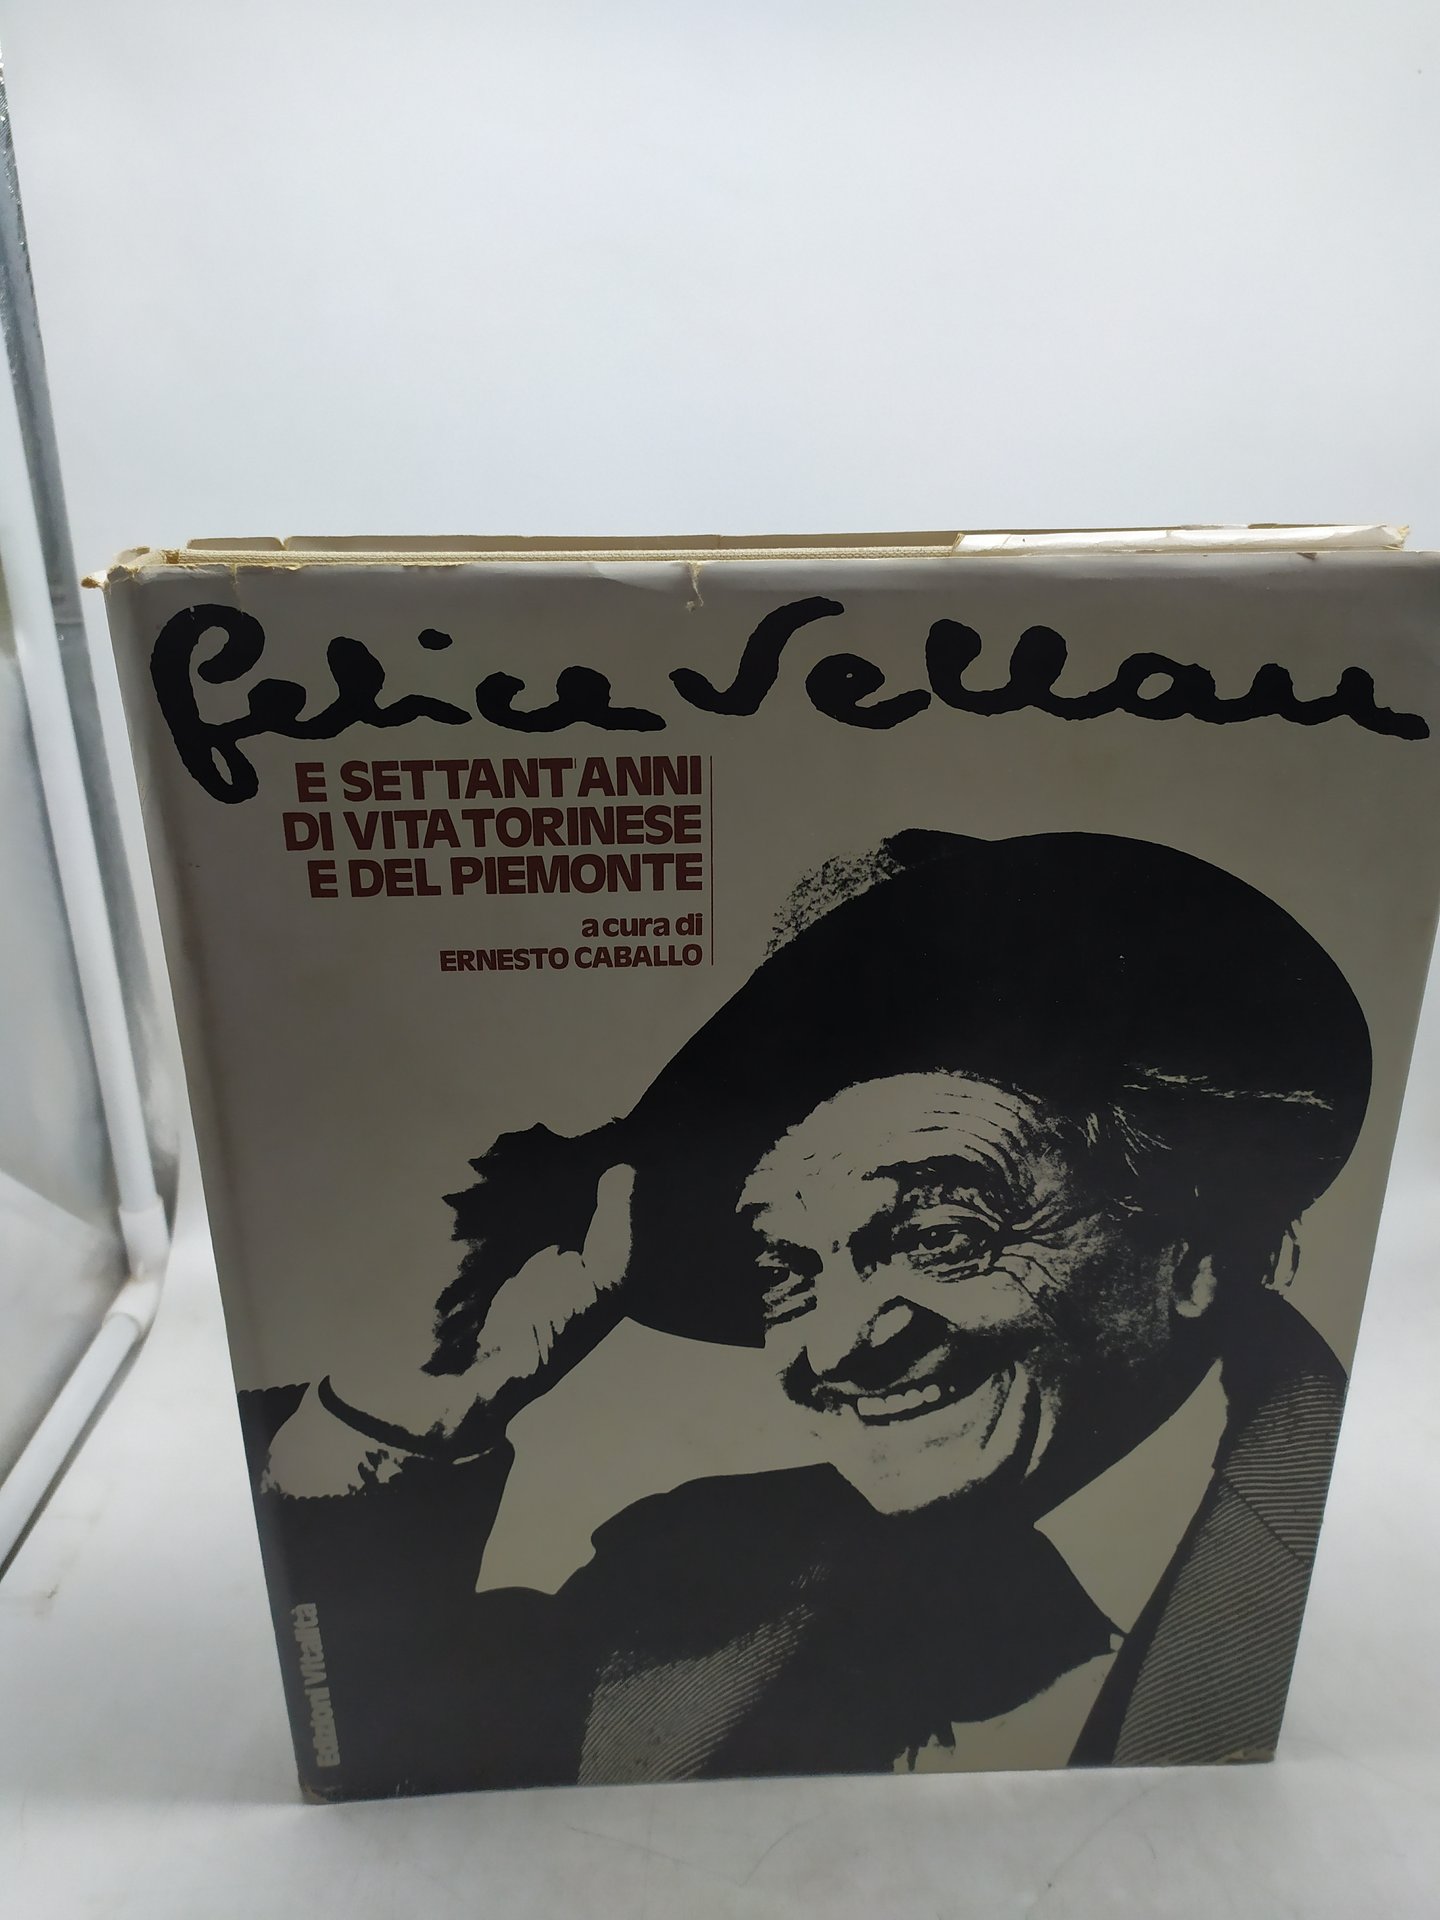 felice Vellan
E SETTANT'ANNI
DI VITA TORINESE
E DEL PIEMONTE
a cura di
ERNESTO CABALLO
Edizioni Vitalità